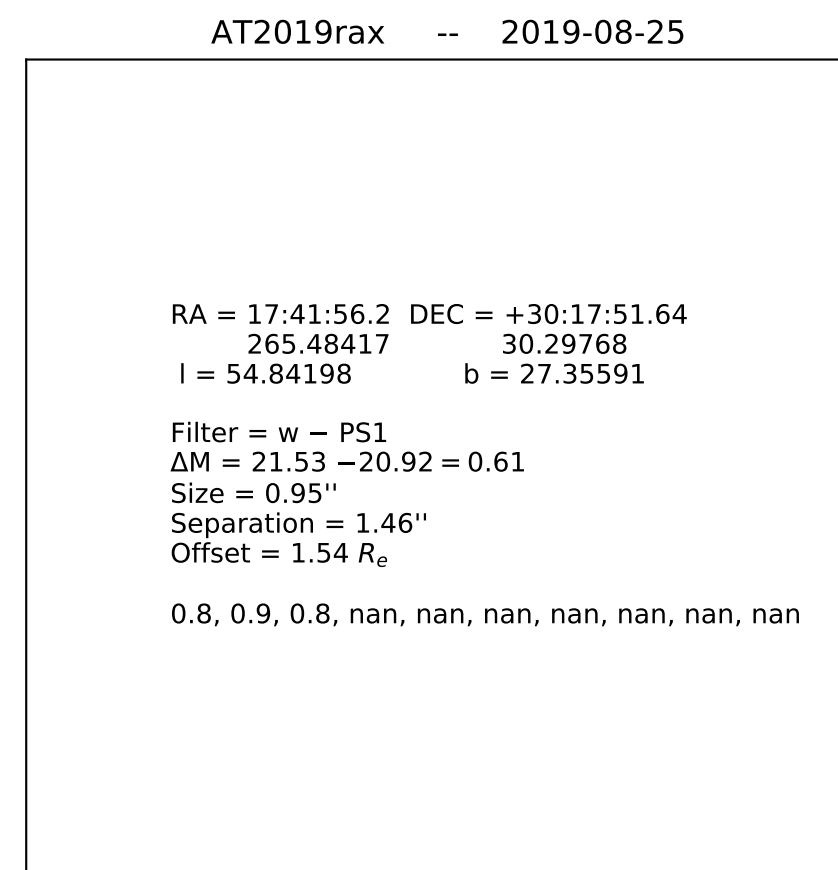 AT2019rax -- 2019-08-25
RA = 17:41:56.2 DEC = +30:17:51.64
265.48417 30.29768
l = 54.84198 b = 27.35591
Filter = w − PS1
ΔM = 21.53 −20.92 = 0.61
Size = 0.95''
Separation = 1.46''
Offset = 1.54 Rₑ
0.8, 0.9, 0.8, nan, nan, nan, nan, nan, nan, nan